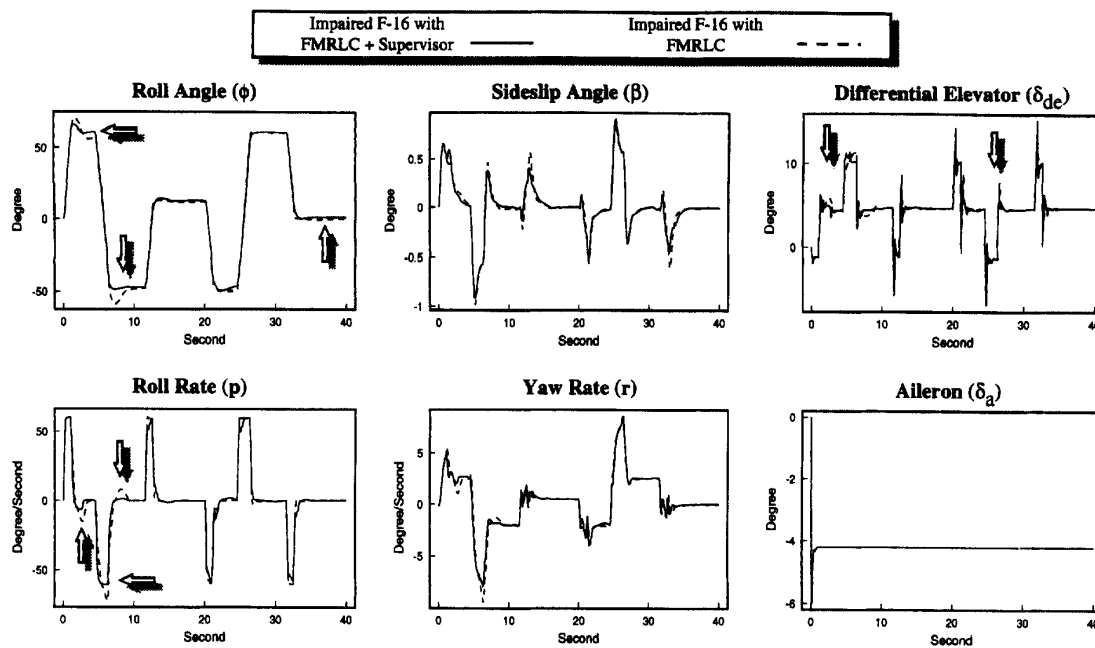 Impaired F-16 with
FMRLC + Supervisor
Impaired F-16 with
FMRLC
Roll Angle (ϕ)
Degree
50
0
-50
0
10
20
30
40
Second
Sideslip Angle (β)
Degree
0.5
0
-0.5
-1
0
10
20
30
40
Second
Differential Elevator (δde)
Degree
10
0
0
10
20
30
40
Second
Roll Rate (p)
Degree/Second
50
0
-50
0
10
20
30
40
Second
Yaw Rate (r)
Degree/Second
5
0
-5
0
10
20
30
40
Second
Aileron (δa)
Degree
0
-2
-4
-6
0
10
20
30
40
Second